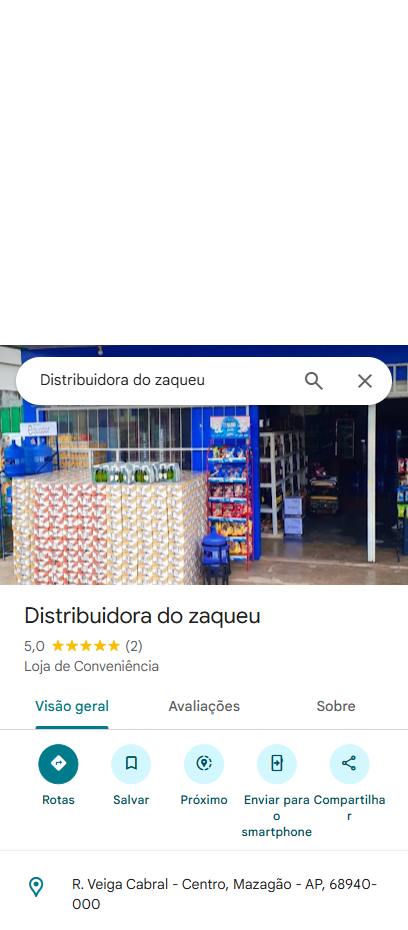 Distribuidora do zaqueu
Equador
Distribuidora do zaqueu
5,0 ★★★★★ (2)
Loja de Conveniência
Visão geral Avaliações Sobre
Rotas Salvar Próximo Enviar para o smartphone Compartilhar
R. Veiga Cabral - Centro, Mazagão - AP, 68940-
000